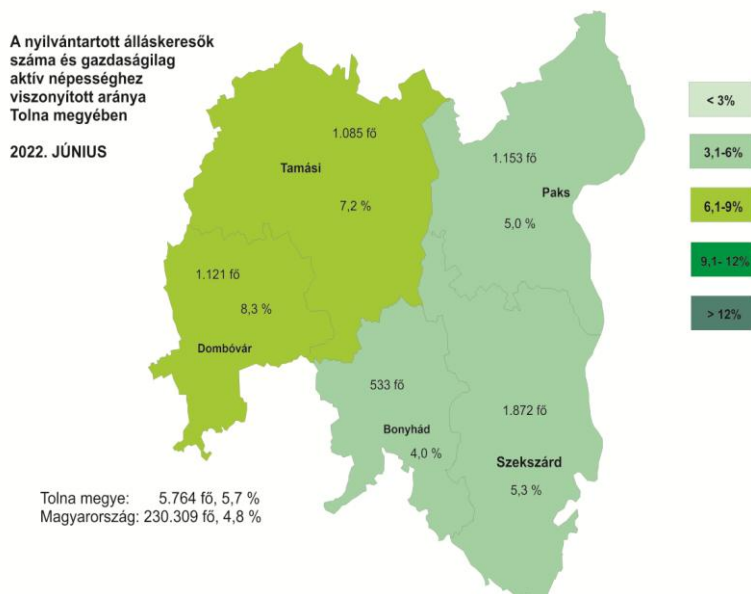 A nyilvántartott álláskeresők
száma és gazdaságilag
aktív népességhez
viszonyított aránya
Tolna megyében
2022. JÚNIUS
< 3%
3,1-6%
6,1-9%
9,1- 12%
> 12%
1.085 fő
Tamási
7,2 %
1.153 fő
Paks
5,0 %
1.121 fő
8,3 %
Dombóvár
533 fő
Bonyhád
4,0 %
1.872 fő
Szekszárd
5,3 %
Tolna megye: 5.764 fő, 5,7 %
Magyarország: 230.309 fő, 4,8 %